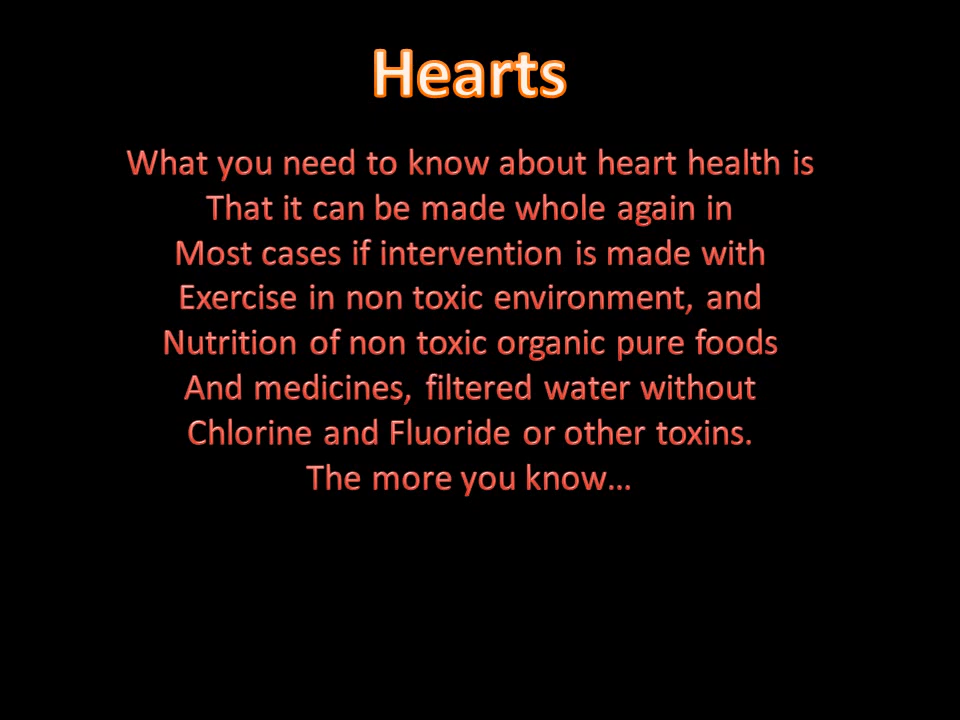 Hearts
What you need to know about heart health is
That it can be made whole again in
Most cases if intervention is made with
Exercise in non toxic environment, and
Nutrition of non toxic organic pure foods
And medicines, filtered water without
Chlorine and Fluoride or other toxins.
The more you know…